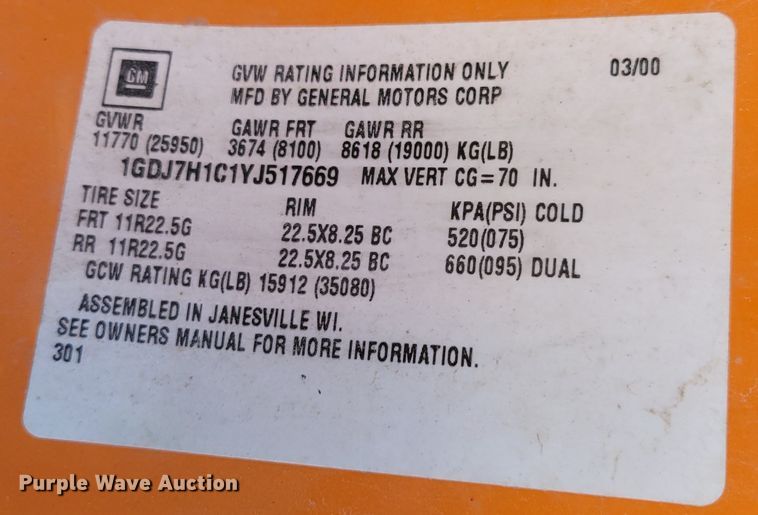 GM
GVW RATING INFORMATION ONLY 03/00
MFD BY GENERAL MOTORS CORP
GVWR GAWR FRT GAWR RR
11770 (25950) 3674 (8100) 8618 (19000) KG(LB)
1GDJ7H1C1YJ517669 MAX VERT CG=70 IN.
TIRE SIZE RIM KPA(PSI) COLD
FRT 11R22.5G 22.5X8.25 BC 520(075)
RR 11R22.5G 22.5X8.25 BC 660(095) DUAL
GCW RATING KG(LB) 15912 (35080)
ASSEMBLED IN JANESVILLE WI.
SEE OWNERS MANUAL FOR MORE INFORMATION.
301
Purple Wave Auction